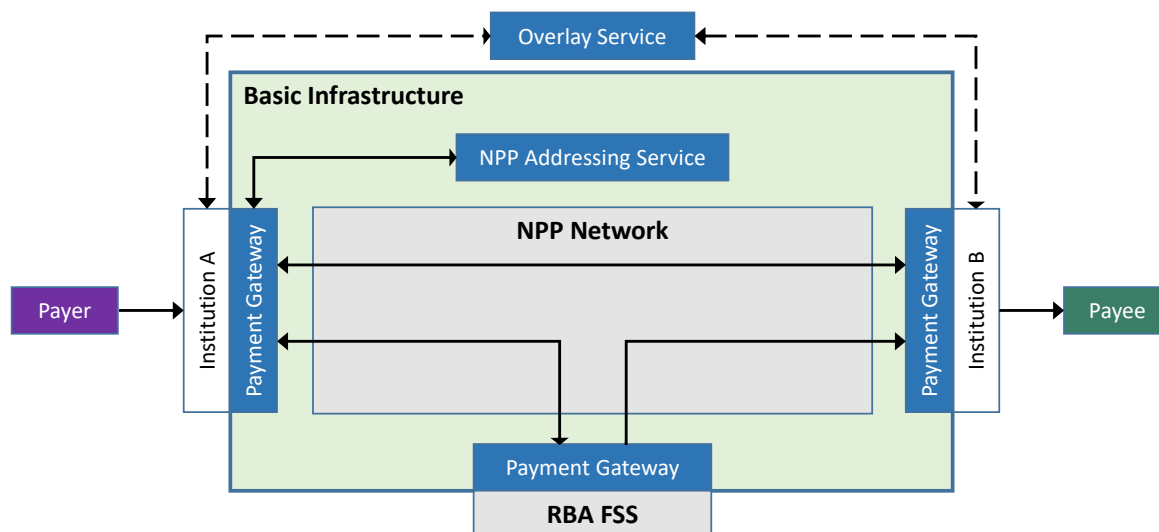 Overlay Service
Basic Infrastructure
NPP Addressing Service
NPP Network
Payer
Institution A
Payment Gateway
Payment Gateway
Institution B
Payee
Payment Gateway
RBA FSS